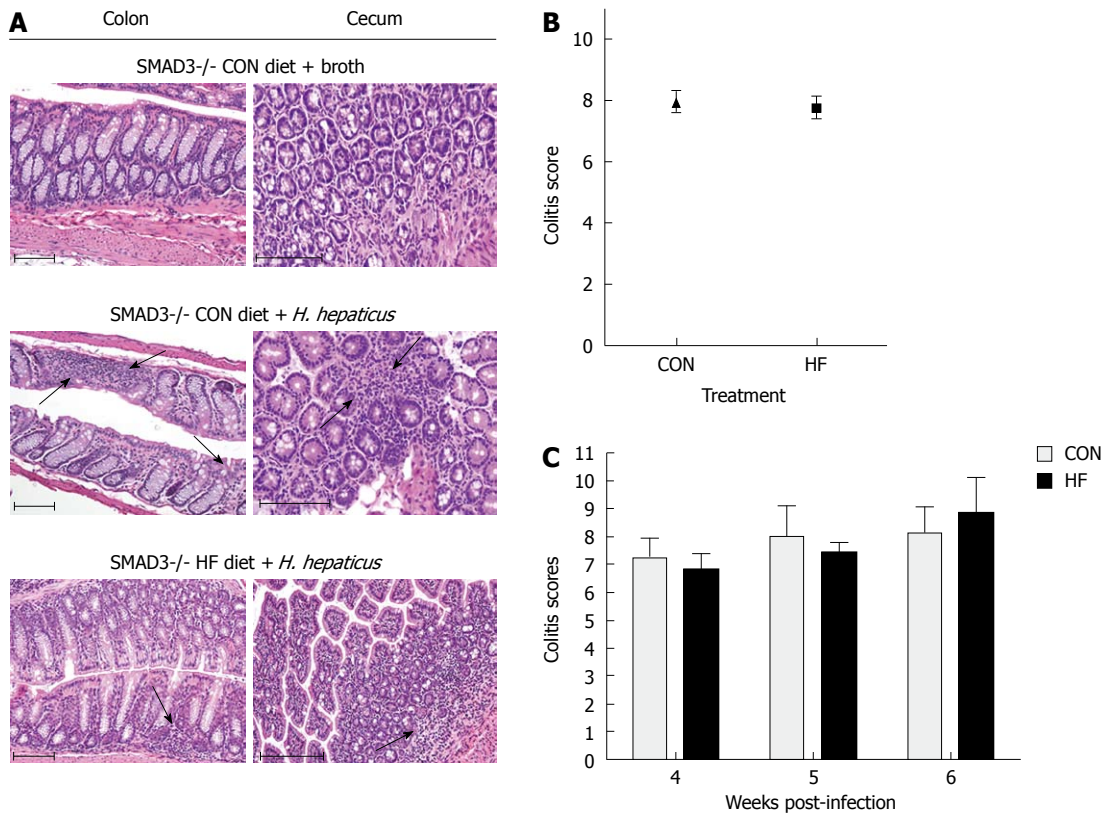 A
Colon Cecum
SMAD3-/- CON diet + broth
SMAD3-/- CON diet + H. hepaticus
SMAD3-/- HF diet + H. hepaticus
B
10
8
6
4
2
0
Colitis score
CON HF
Treatment
C
11
10
9
8
7
6
5
4
3
2
1
0
Colitis scores
4 5 6
Weeks post-infection
CON
HF